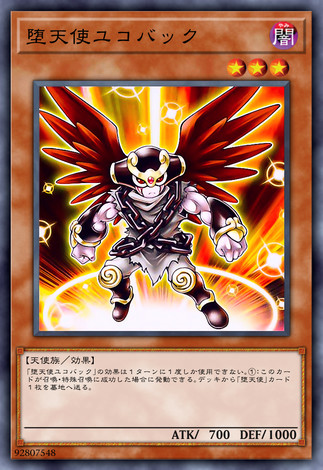 堕天使ユコバック
闇
やみ
【天使族/効果】
「堕天使ユコバック」の効果は1ターンに1度しか使用できない。①:このカー
ドが召喚・特殊召喚に成功した場合に発動できる。デッキから「堕天使」カード
1枚を墓地へ送る。
ATK/ 700 DEF/1000
92807548